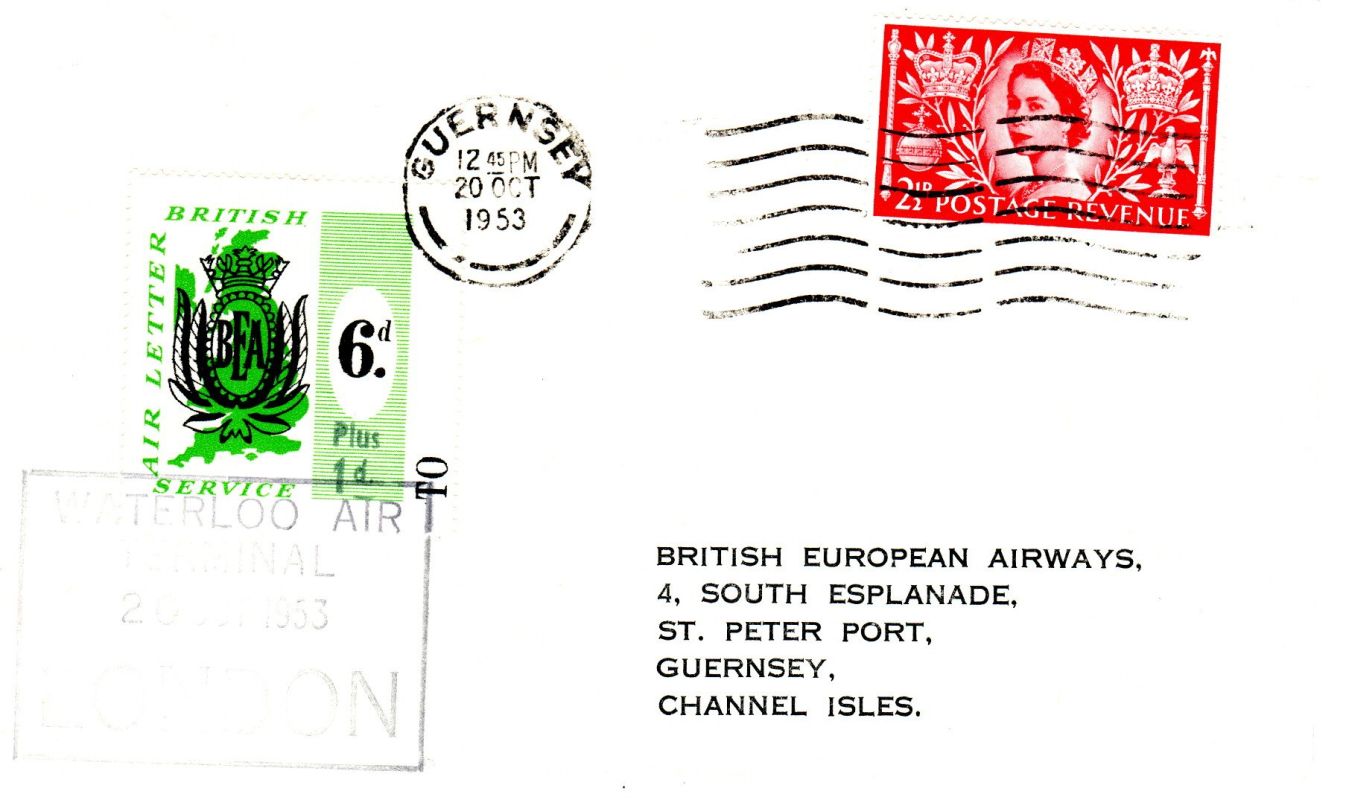 GUERNSEY
12 45 PM
20 OCT
1953
2½P POSTAGE REVENUE
BRITISH
AIR LETTER
SERVICE
BEA
6d.
Plus
1d.
TO
WATERLOO AIR
TERMINAL
20 OCT 1953
LONDON
BRITISH EUROPEAN AIRWAYS,
4, SOUTH ESPLANADE,
ST. PETER PORT,
GUERNSEY,
CHANNEL ISLES.